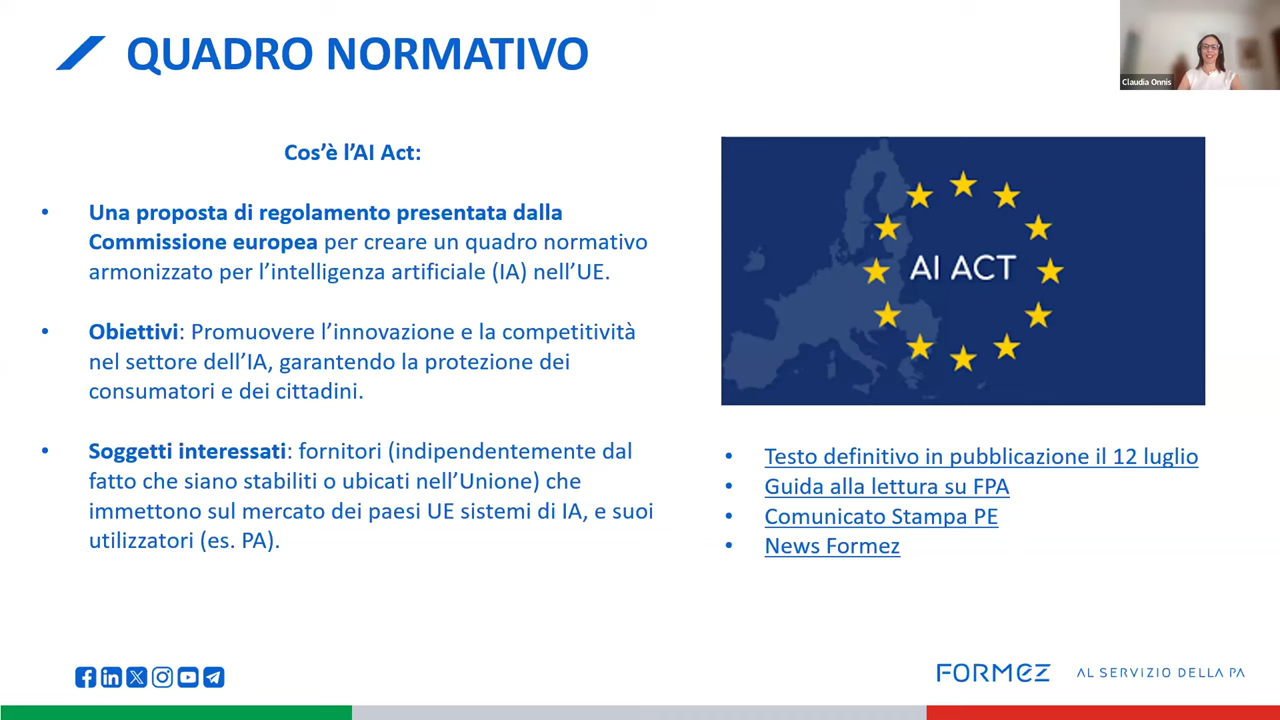 QUADRO NORMATIVO
Claudia Onnis
Cos’è l’AI Act:
• Una proposta di regolamento presentata dalla
Commissione europea per creare un quadro normativo
armonizzato per l’intelligenza artificiale (IA) nell’UE.
• Obiettivi: Promuovere l’innovazione e la competitività
nel settore dell’IA, garantendo la protezione dei
consumatori e dei cittadini.
• Soggetti interessati: fornitori (indipendentemente dal
fatto che siano stabiliti o ubicati nell’Unione) che
immettono sul mercato dei paesi UE sistemi di IA, e suoi
utilizzatori (es. PA).
AI ACT
• Testo definitivo in pubblicazione il 12 luglio
• Guida alla lettura su FPA
• Comunicato Stampa PE
• News Formez
FORMEZ AL SERVIZIO DELLA PA